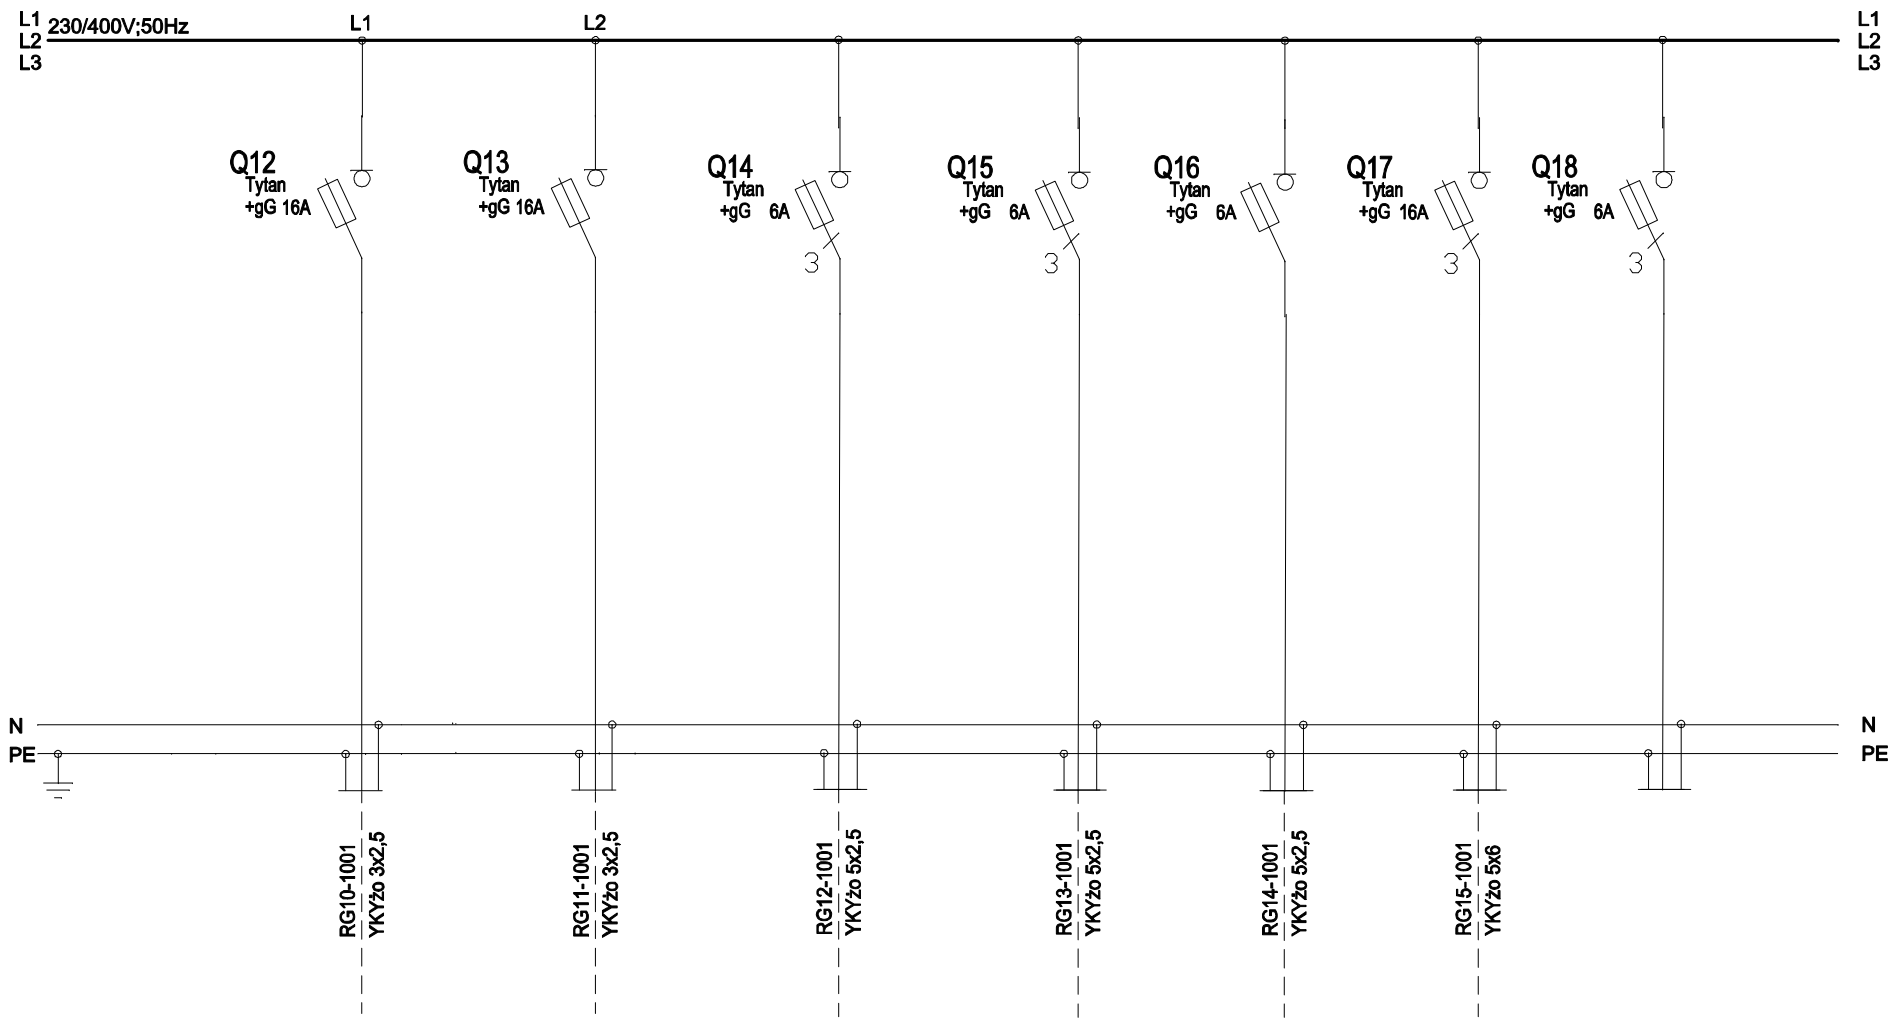 L1
230/400V;50Hz
L2
L3
L1
L2
L1
L2
L3
Q12
Tytan
+gG 16A
Q13
Tytan
+gG 16A
Q14
Tytan
+gG 6A
3
Q15
Tytan
+gG 6A
3
Q16
Tytan
+gG 6A
Q17
Tytan
+gG 16A
3
Q18
Tytan
+gG 6A
3
N
N
PE
PE
RG10-1001
YKYżo 3x2,5
RG11-1001
YKYżo 3x2,5
RG12-1001
YKYżo 5x2,5
RG13-1001
YKYżo 5x2,5
RG14-1001
YKYżo 5x2,5
RG15-1001
YKYżo 5x6